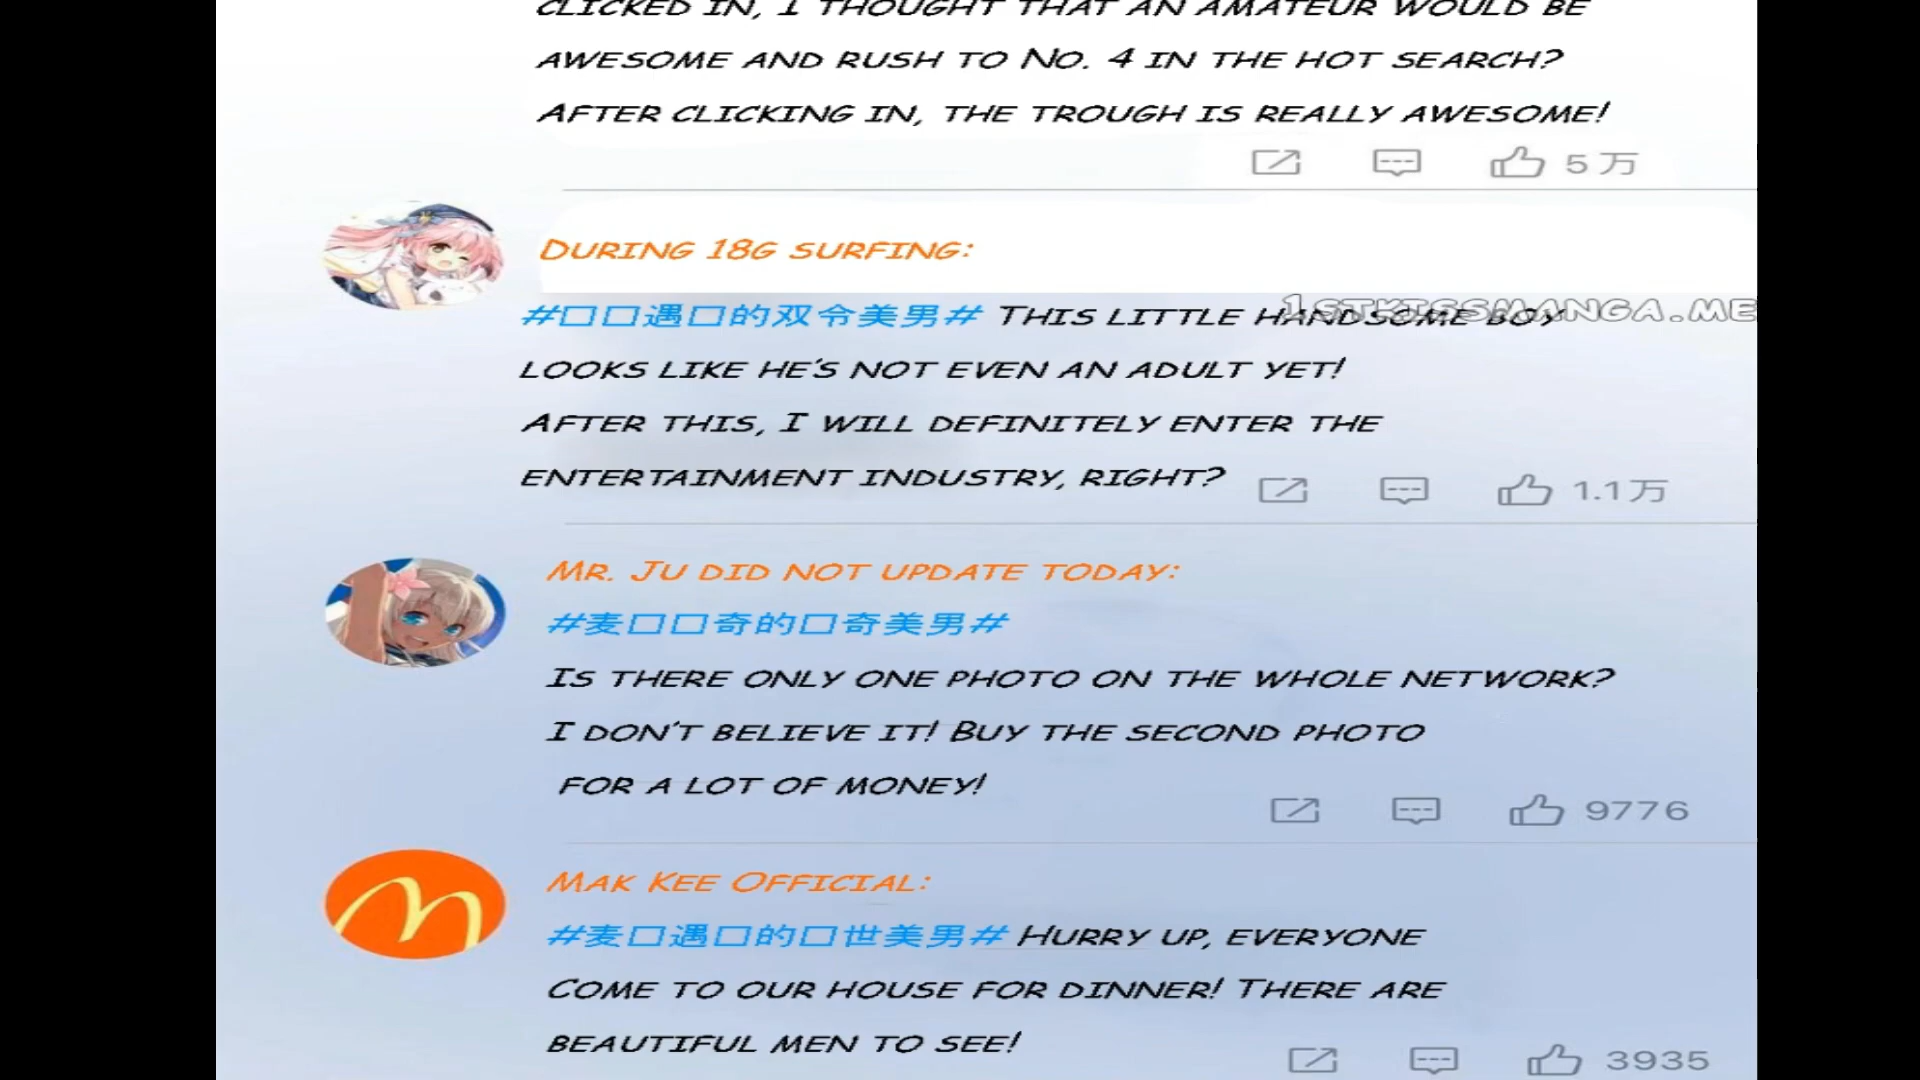 CLICKED IN, I THOUGHT THAT AN AMATEUR WOULD BE
AWESOME AND RUSH TO NO. 4 IN THE HOT SEARCH?
AFTER CLICKING IN, THE TROUGH IS REALLY AWESOME!
5万
DURING 18G SURFING:
#口口遇口的双令美男# THIS LITTLE HANDSOME BOY
1STKISSMANGA.ME
LOOKS LIKE HE'S NOT EVEN AN ADULT YET!
AFTER THIS, I WILL DEFINITELY ENTER THE
ENTERTAINMENT INDUSTRY, RIGHT?
1.1万
MR. JU DID NOT UPDATE TODAY:
#麦口口奇的口奇美男#
IS THERE ONLY ONE PHOTO ON THE WHOLE NETWORK?
I DON'T BELIEVE IT! BUY THE SECOND PHOTO
FOR A LOT OF MONEY!
9776
MAK KEE OFFICIAL:
#麦口遇口的口世美男# HURRY UP, EVERYONE
COME TO OUR HOUSE FOR DINNER! THERE ARE
BEAUTIFUL MEN TO SEE!
3935